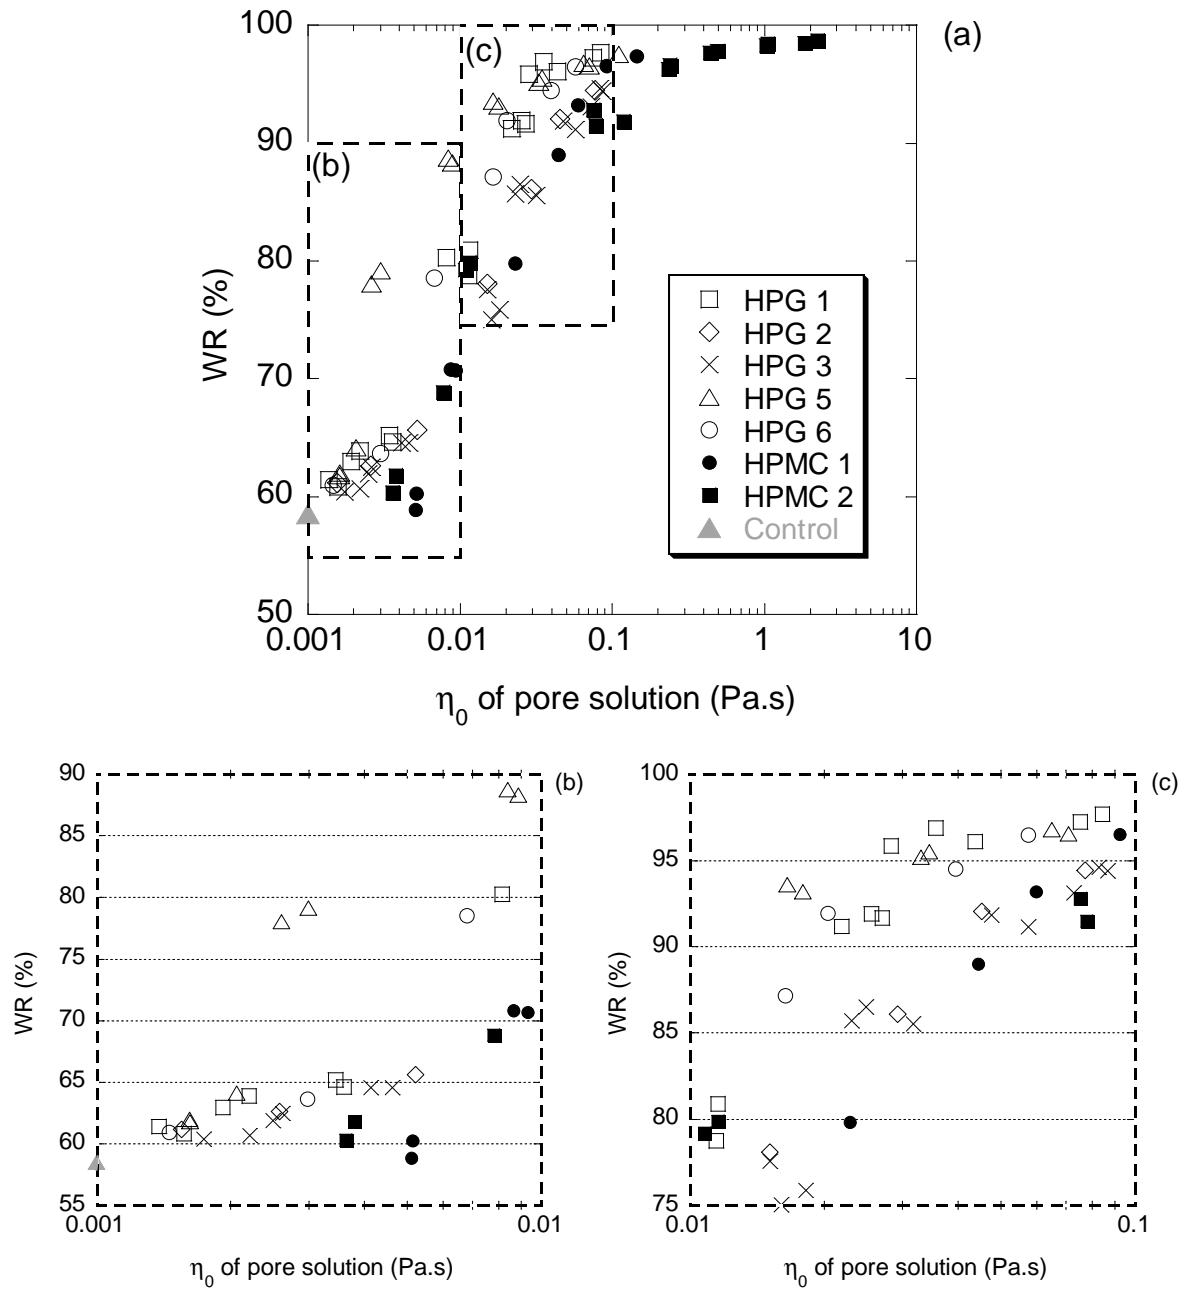 (a)
100
90
80
70
60
50
WR (%)
(b)
(c)
HPG 1
HPG 2
HPG 3
HPG 5
HPG 6
HPMC 1
HPMC 2
Control
0.001 0.01 0.1 1 10
η0 of pore solution (Pa.s)
(b)
90
85
80
75
70
65
60
55
WR (%)
0.001 0.01
η0 of pore solution (Pa.s)
(c)
100
95
90
85
80
75
WR (%)
0.01 0.1
η0 of pore solution (Pa.s)